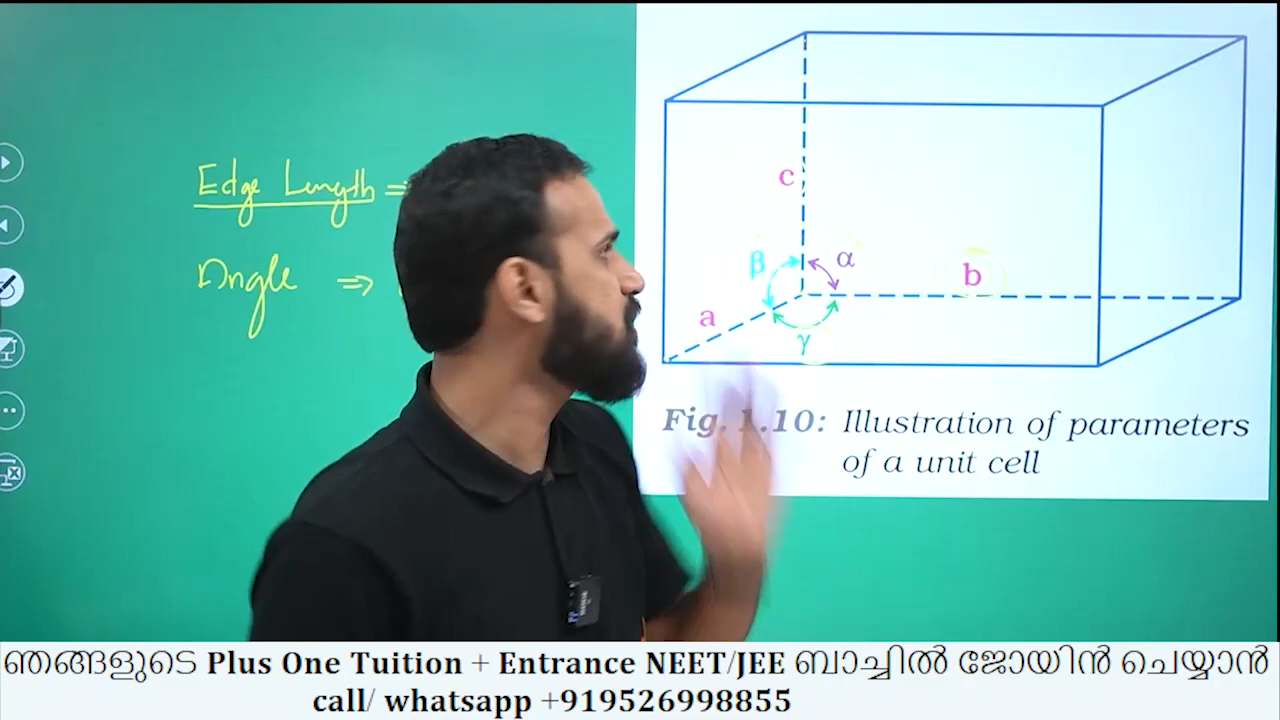 Edge Length =
Angle ⇒
c
β
α
b
a
γ
Fig. 1.10: Illustration of parameters
of a unit cell
ഞങ്ങളുടെ Plus One Tuition + Entrance NEET/JEE ബാച്ചിൽ ജോയിൻ ചെയ്യാൻ
call/ whatsapp +919526998855